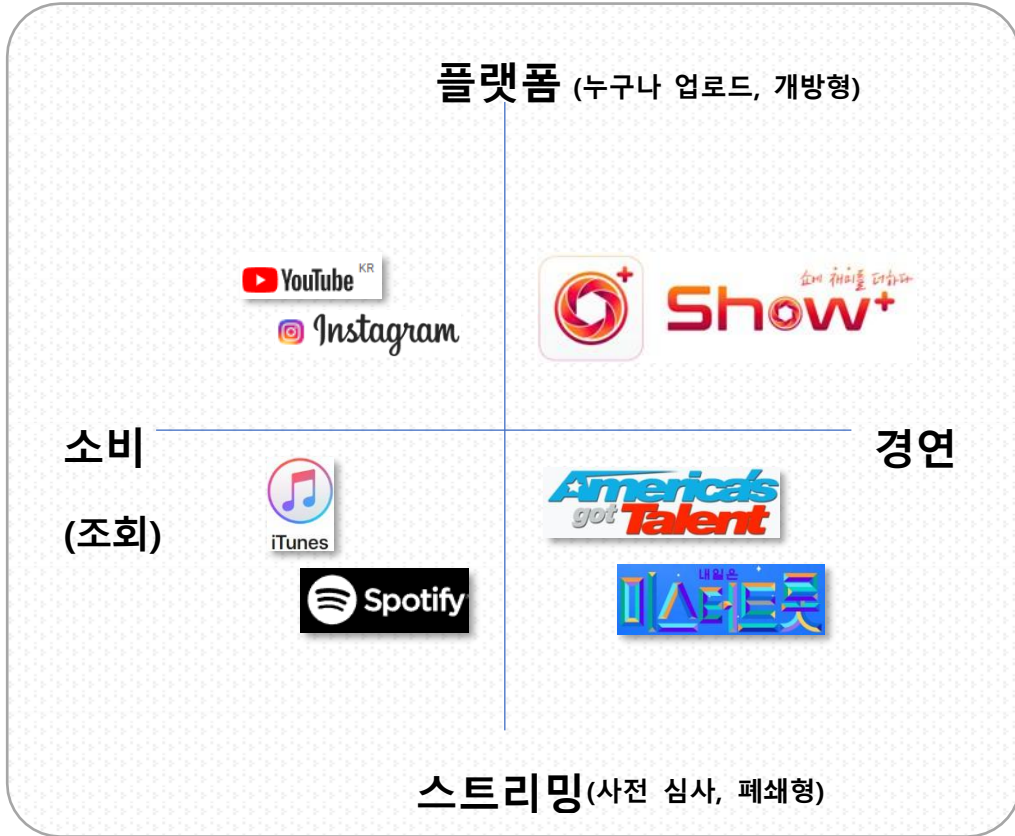 플랫폼 (누구나 업로드, 개방형)
YouTube KR
Instagram
쇼에 재미를 더하다
Show+
소비
(조회)
경연
iTunes
America's
got Talent
Spotify
내일은
미스터트롯
스트리밍(사전 심사, 폐쇄형)